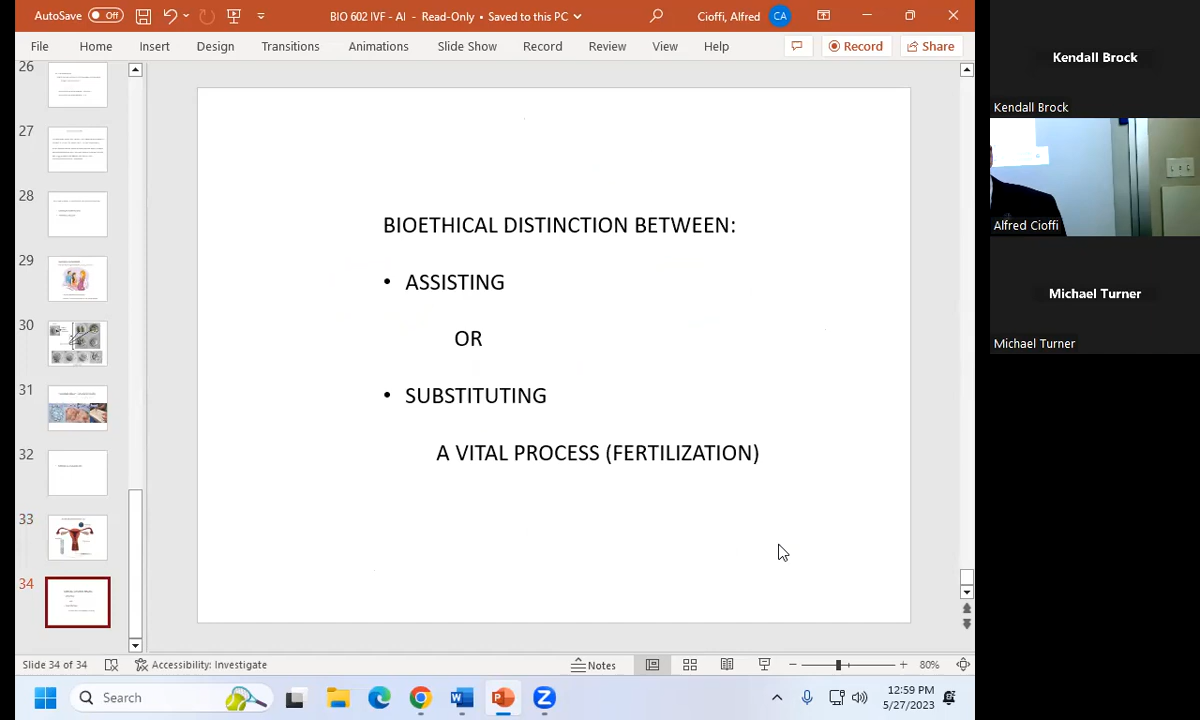 AutoSave Off
BIO 602 IVF - AI - Read-Only • Saved to this PC
Cioffi, Alfred CA
File Home Insert Design Transitions Animations Slide Show Record Review View Help Record Share
26
27
28
29
30
31
32
33
34
BIOETHICAL DISTINCTION BETWEEN:
• ASSISTING
OR
• SUBSTITUTING
A VITAL PROCESS (FERTILIZATION)
Kendall Brock
Kendall Brock
Alfred Cioffi
Michael Turner
Michael Turner
Slide 34 of 34 Accessibility: Investigate Notes 80%
Search
12:59 PM
5/27/2023